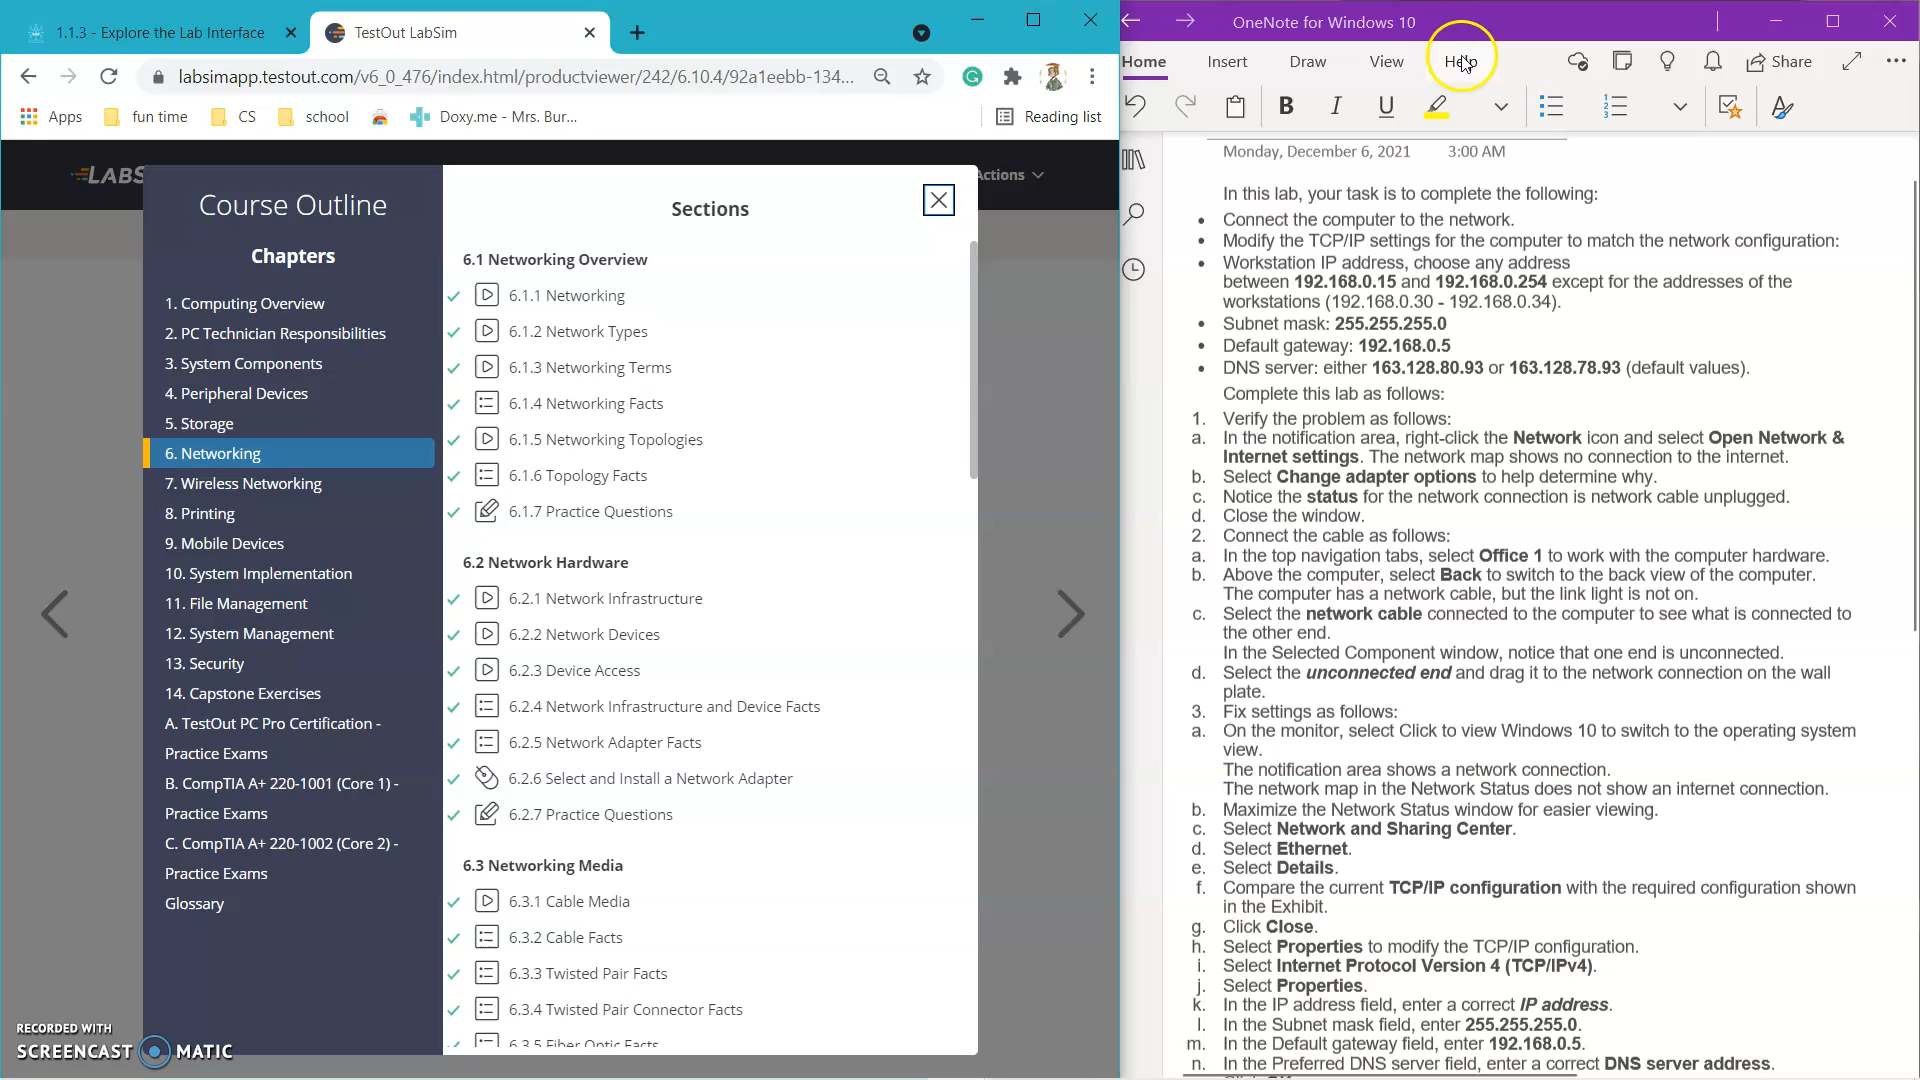 1.1.3 - Explore the Lab Interface
TestOut LabSim
labsimapp.testout.com/v6_0_476/index.html/productviewer/242/6.10.4/92a1eebb-134...
Apps
fun time
CS
school
Doxy.me - Mrs. Bur...
Reading list
LABS
Actions
Course Outline
Chapters
1. Computing Overview
2. PC Technician Responsibilities
3. System Components
4. Peripheral Devices
5. Storage
6. Networking
7. Wireless Networking
8. Printing
9. Mobile Devices
10. System Implementation
11. File Management
12. System Management
13. Security
14. Capstone Exercises
A. TestOut PC Pro Certification -
Practice Exams
B. CompTIA A+ 220-1001 (Core 1) -
Practice Exams
C. CompTIA A+ 220-1002 (Core 2) -
Practice Exams
Glossary
Sections
6.1 Networking Overview
6.1.1 Networking
6.1.2 Network Types
6.1.3 Networking Terms
6.1.4 Networking Facts
6.1.5 Networking Topologies
6.1.6 Topology Facts
6.1.7 Practice Questions
6.2 Network Hardware
6.2.1 Network Infrastructure
6.2.2 Network Devices
6.2.3 Device Access
6.2.4 Network Infrastructure and Device Facts
6.2.5 Network Adapter Facts
6.2.6 Select and Install a Network Adapter
6.2.7 Practice Questions
6.3 Networking Media
6.3.1 Cable Media
6.3.2 Cable Facts
6.3.3 Twisted Pair Facts
6.3.4 Twisted Pair Connector Facts
6.3.5 Fiber Optic Facts
RECORDED WITH
SCREENCAST MATIC
OneNote for Windows 10
Home
Insert
Draw
View
Help
Share
B I U
Monday, December 6, 2021 3:00 AM
In this lab, your task is to complete the following:
• Connect the computer to the network.
• Modify the TCP/IP settings for the computer to match the network configuration:
• Workstation IP address, choose any address
between 192.168.0.15 and 192.168.0.254 except for the addresses of the
workstations (192.168.0.30 - 192.168.0.34).
• Subnet mask: 255.255.255.0
• Default gateway: 192.168.0.5
• DNS server: either 163.128.80.93 or 163.128.78.93 (default values).
Complete this lab as follows:
1. Verify the problem as follows:
a. In the notification area, right-click the Network icon and select Open Network &
Internet settings. The network map shows no connection to the internet.
b. Select Change adapter options to help determine why.
c. Notice the status for the network connection is network cable unplugged.
d. Close the window.
2. Connect the cable as follows:
a. In the top navigation tabs, select Office 1 to work with the computer hardware.
b. Above the computer, select Back to switch to the back view of the computer.
The computer has a network cable, but the link light is not on.
c. Select the network cable connected to the computer to see what is connected to
the other end.
In the Selected Component window, notice that one end is unconnected.
d. Select the unconnected end and drag it to the network connection on the wall
plate.
3. Fix settings as follows:
a. On the monitor, select Click to view Windows 10 to switch to the operating system
view.
The notification area shows a network connection.
The network map in the Network Status does not show an internet connection.
b. Maximize the Network Status window for easier viewing.
c. Select Network and Sharing Center.
d. Select Ethernet.
e. Select Details.
f. Compare the current TCP/IP configuration with the required configuration shown
in the Exhibit.
g. Click Close.
h. Select Properties to modify the TCP/IP configuration.
i. Select Internet Protocol Version 4 (TCP/IPv4).
j. Select Properties.
k. In the IP address field, enter a correct IP address.
l. In the Subnet mask field, enter 255.255.255.0.
m. In the Default gateway field, enter 192.168.0.5.
n. In the Preferred DNS server field, enter a correct DNS server address.